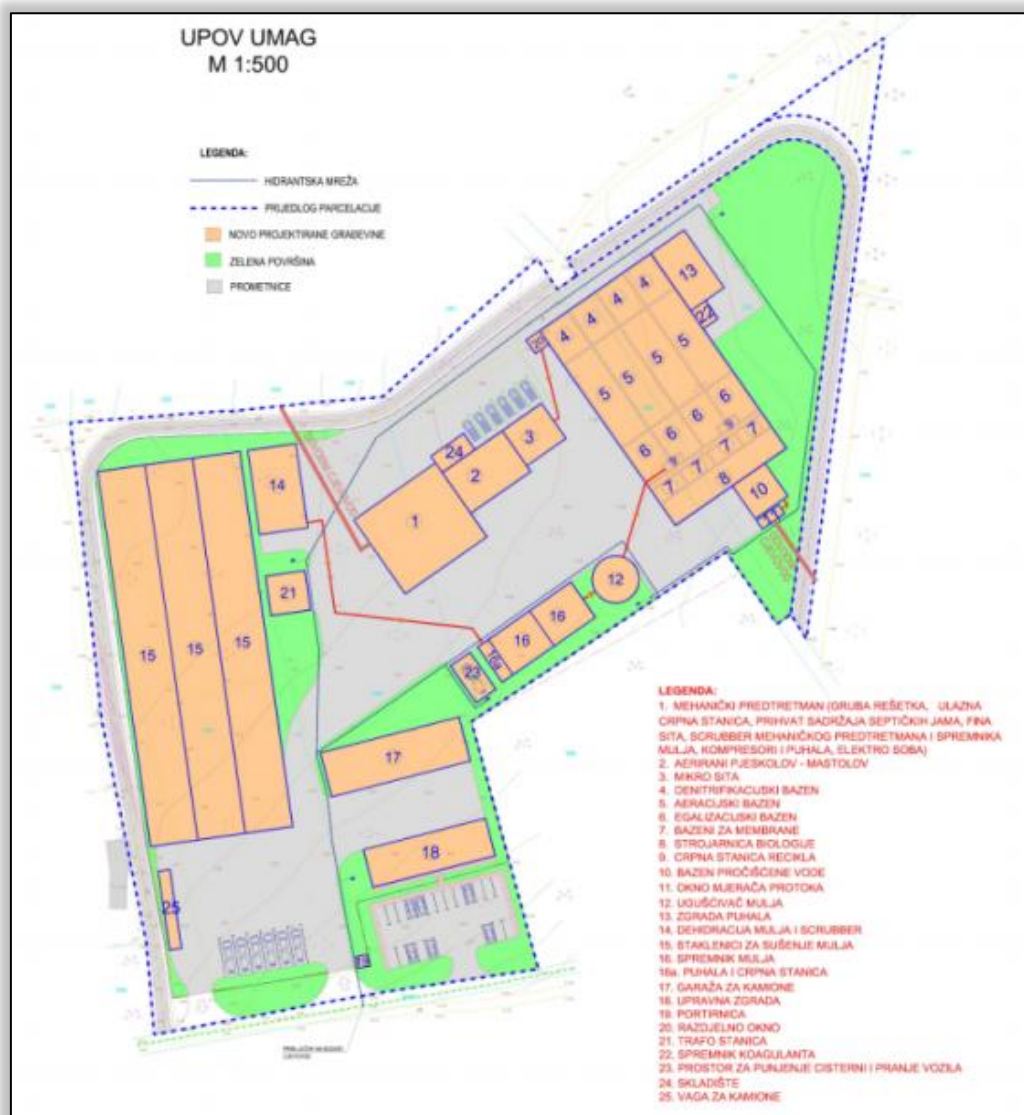 UPOV UMAG
M 1:500
LEGENDA:
HIDRANTSKA MREŽA
PRIJEDLOG PARCELACIJE
NOVO PROJEKTIRANE GRAĐEVINE
ZELENA POVRŠINA
PROMETNICE
13
4
4
4
4
22
20
5
5
5
5
3
24
2
6
6
6
6
9
7
7
9
7
7
8
10
11
1
14
21
12
16
16
16a
23
15
15
15
17
18
25
LEGENDA:
1. MEHANIČKI PREDTRETMAN (GRUBA REŠETKA, ULAZNA
CRPNA STANICA, PRIHVAT SADRŽAJA SEPTIČKIH JAMA, FINA
SITA, SCRUBBER MEHANIČKOG PREDTRETMANA I SPREMNIKA
MULJA, KOMPRESORI I PUHALA, ELEKTRO SOBA)
2. AERIRANI PJESKOLOV - MASTOLOV
3. MIKRO SITA
4. DENITRIFIKACIJSKI BAZEN
5. AERACIJSKI BAZEN
6. EGALIZACIJSKI BAZEN
7. BAZENI ZA MEMBRANE
8. STROJARNICA BIOLOGIJE
9. CRPNA STANICA RECIKLA
10. BAZEN PROČIŠĆENE VODE
11. OKNO MJERAČA PROTOKA
12. UGUŠĆIVAČ MULJA
13. ZGRADA PUHALA
14. DEHIDRACIJA MULJA I SCRUBBER
15. STAKLENICI ZA SUŠENJE MULJA
16. SPREMNIK MULJA
16a. PUHALA I CRPNA STANICA
17. GARAŽA ZA KAMIONE
18. UPRAVNA ZGRADA
19. PORTIRNICA
20. RAZDJELNO OKNO
21. TRAFO STANICA
22. SPREMNIK KOAGULANTA
23. PROSTOR ZA PUNJENJE CISTERNI I PRANJE VOZILA
24. SKLADIŠTE
25. VAGA ZA KAMIONE